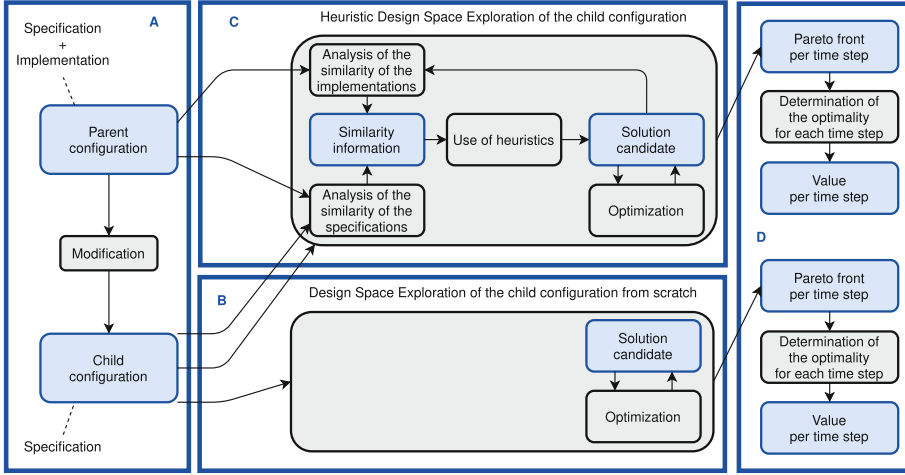 A
Specification
+
Implementation
Parent
configuration
Modification
Child
configuration
Specification
C
Heuristic Design Space Exploration of the child configuration
Analysis of the
similarity of the
implementations
Similarity
information
Analysis of the
similarity of the
specifications
Use of heuristics
Solution
candidate
Optimization
B
Design Space Exploration of the child configuration from scratch
Solution
candidate
Optimization
Pareto front
per time step
Determination of
the optimality
for each time step
Value
per time step
D
Pareto front
per time step
Determination of
the optimality
for each time step
Value
per time step